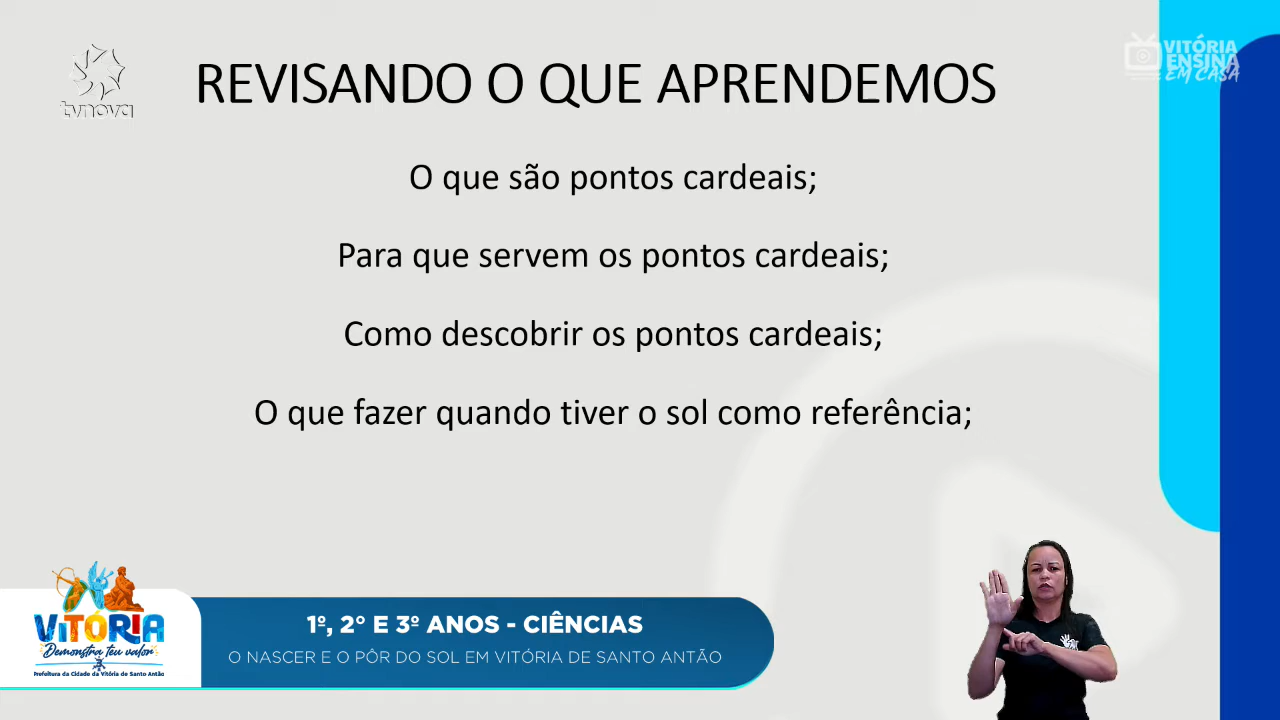 tvnova
REVISANDO O QUE APRENDEMOS
VITÓRIA
ENSINA
EM CASA
O que são pontos cardeais;
Para que servem os pontos cardeais;
Como descobrir os pontos cardeais;
O que fazer quando tiver o sol como referência;
VITÓRIA
Demonstra teu valor
Prefeitura da Cidade da Vitória de Santo Antão
1º, 2° E 3º ANOS - CIÊNCIAS
O NASCER E O PÔR DO SOL EM VITÓRIA DE SANTO ANTÃO